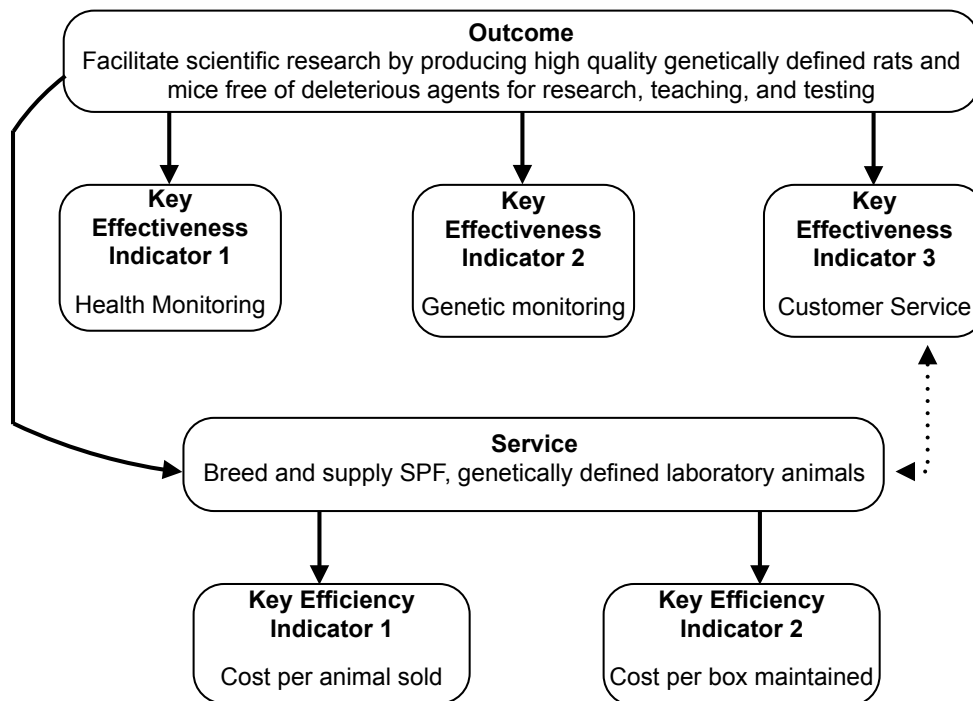 Outcome
Facilitate scientific research by producing high quality genetically defined rats and
mice free of deleterious agents for research, teaching, and testing
Key
Effectiveness
Indicator 1
Health Monitoring
Key
Effectiveness
Indicator 2
Genetic monitoring
Key
Effectiveness
Indicator 3
Customer Service
Service
Breed and supply SPF, genetically defined laboratory animals
Key Efficiency
Indicator 1
Cost per animal sold
Key Efficiency
Indicator 2
Cost per box maintained